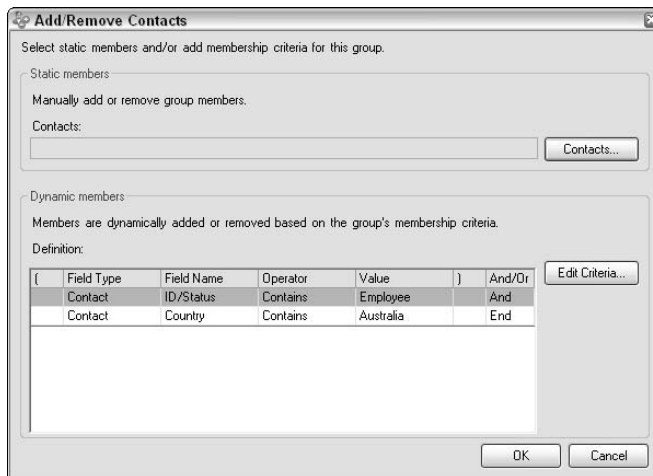 Add/Remove Contacts
Select static members and/or add membership criteria for this group.
Static members
Manually add or remove group members.
Contacts:
Contacts...
Dynamic members
Members are dynamically added or removed based on the group's membership criteria.
Definition:
( Field Type Field Name Operator Value ) And/Or
Edit Criteria...
Contact ID/Status Contains Employee And
Contact Country Contains Australia End
OK Cancel